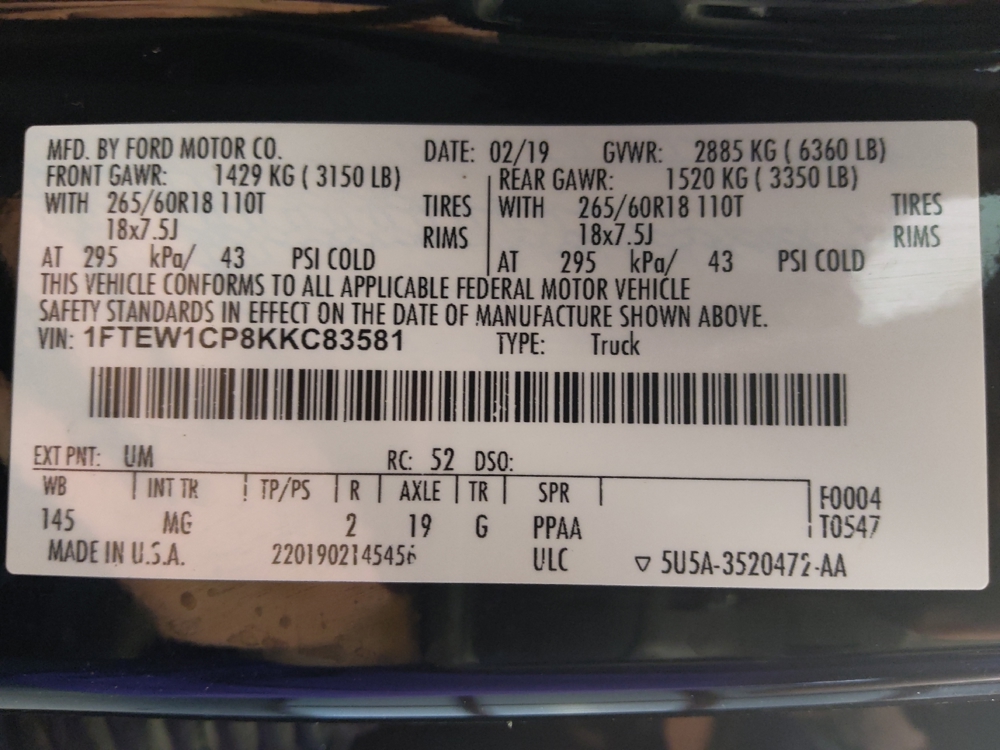 MFD. BY FORD MOTOR CO. DATE: 02/19 GVWR: 2885 KG ( 6360 LB)
FRONT GAWR: 1429 KG ( 3150 LB) REAR GAWR: 1520 KG ( 3350 LB)
WITH 265/60R18 110T TIRES WITH 265/60R18 110T TIRES
18x7.5J RIMS 18x7.5J RIMS
AT 295 kPa/ 43 PSI COLD AT 295 kPa/ 43 PSI COLD
THIS VEHICLE CONFORMS TO ALL APPLICABLE FEDERAL MOTOR VEHICLE
SAFETY STANDARDS IN EFFECT ON THE DATE OF MANUFACTURE SHOWN ABOVE.
VIN: 1FTEW1CP8KKC83581 TYPE: Truck
EXT PNT: UM RC: 52 DSO:
WB INT TR TP/PS R AXLE TR SPR F0004
145 MG 2 19 G PPAA T0547
MADE IN U.S.A. 2201902145456 ULC ▽ 5U5A-3520472-AA